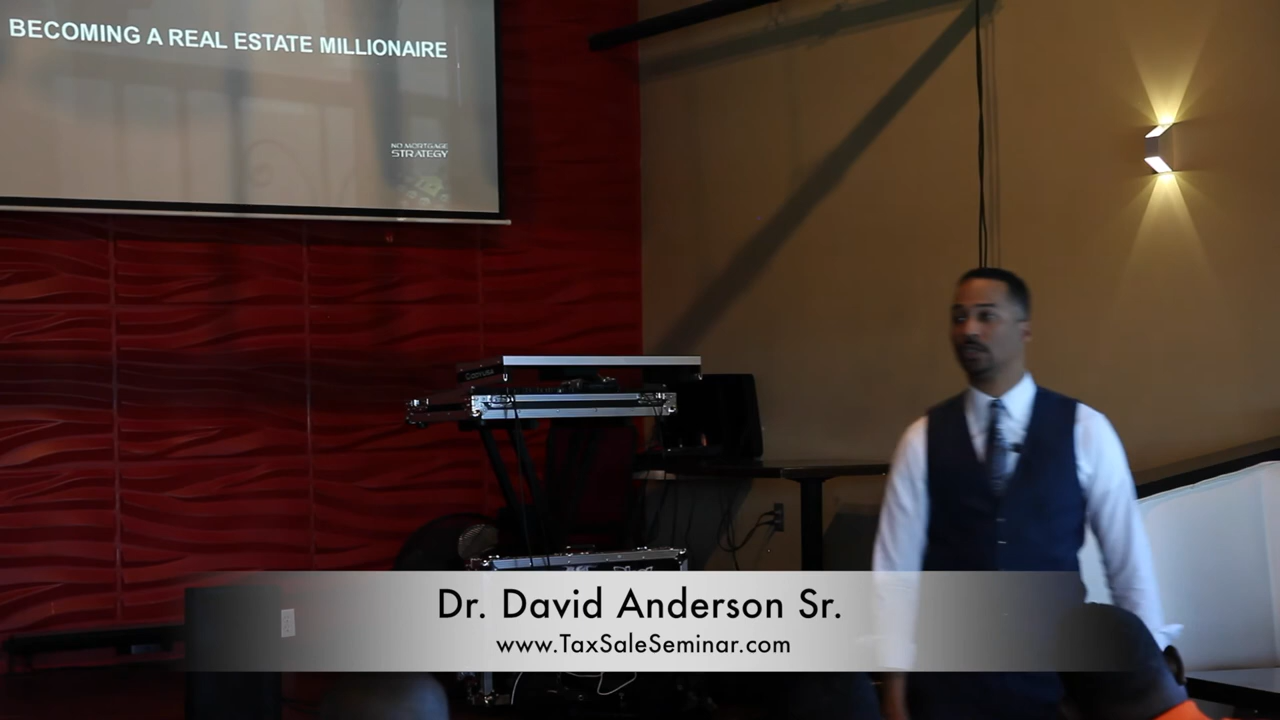 BECOMING A REAL ESTATE MILLIONAIRE
NO MORTGAGE
STRATEGY
Dr. David Anderson Sr.
www.TaxSaleSeminar.com